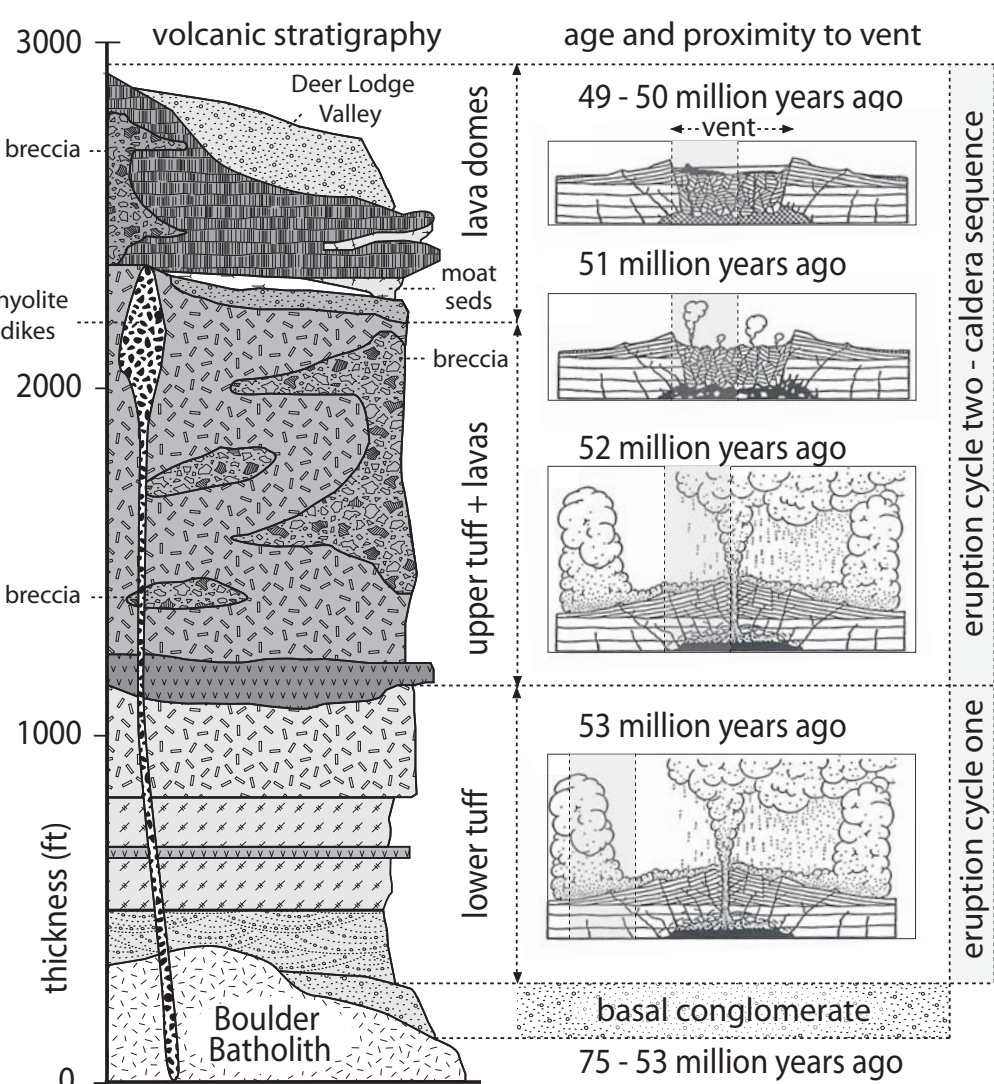 volcanic stratigraphy
age and proximity to vent
3000
2000
1000
0
thickness (ft)
Deer Lodge
Valley
breccia
moat
seds
hyolite
dikes
breccia
breccia
Boulder
Batholith
lava domes
upper tuff + lavas
lower tuff
49 - 50 million years ago
vent
51 million years ago
52 million years ago
53 million years ago
basal conglomerate
75 - 53 million years ago
eruption cycle two - caldera sequence
eruption cycle one